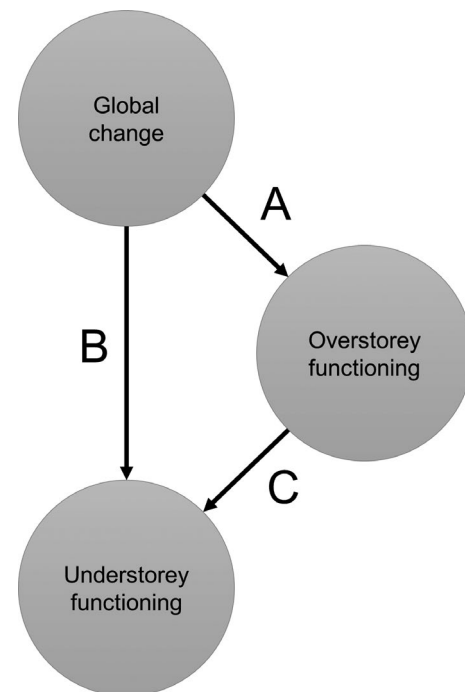 Global
change
A
Overstorey
functioning
B
C
Understorey
functioning